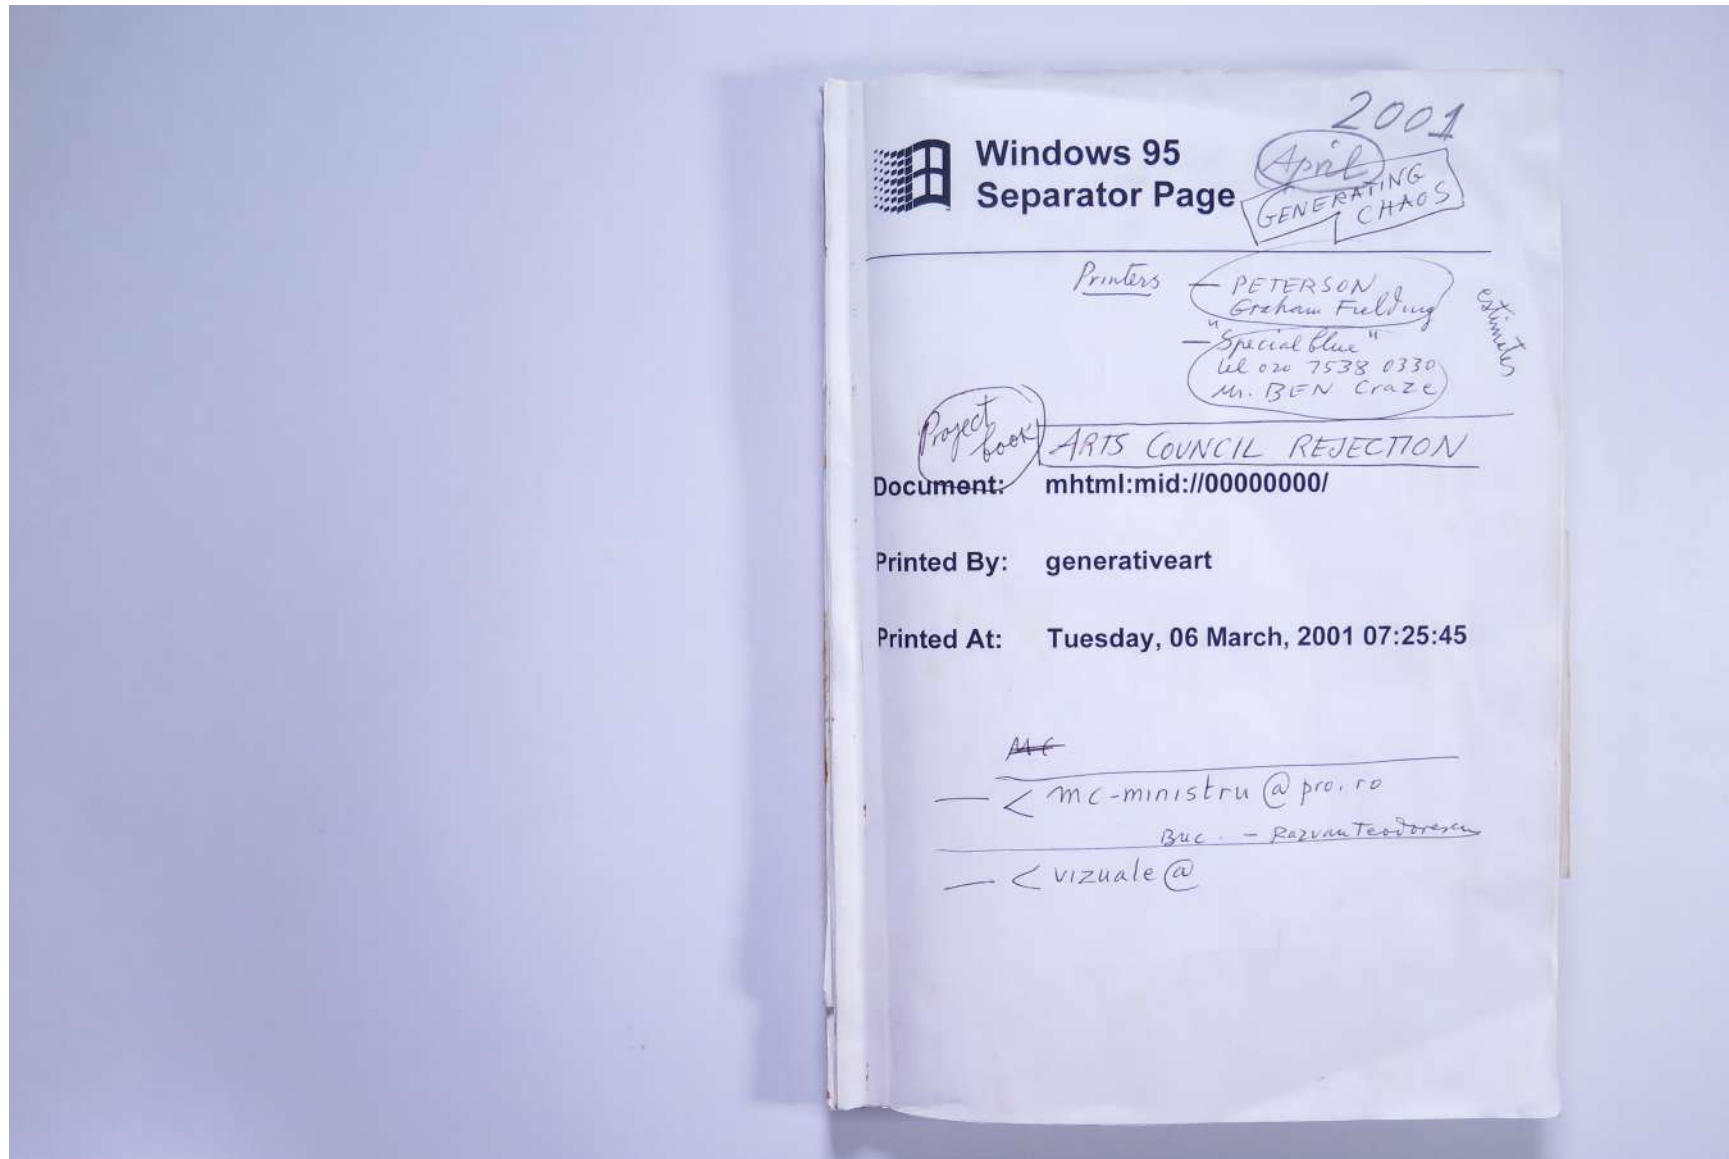 2001
Windows 95
Separator Page
April
GENERATING
CHAOS
Printers — PETERSON
Graham Fielding
estimates
— "Special blue"
tel 020 7538 0330
Mr. BEN Craze
Project
book
ARTS COUNCIL REJECTION
Document: mhtml:mid://00000000/
Printed By: generativeart
Printed At: Tuesday, 06 March, 2001 07:25:45
— < mc-ministru@pro.ro
Buc. — Razvan Teodorescu
— < vizuale@